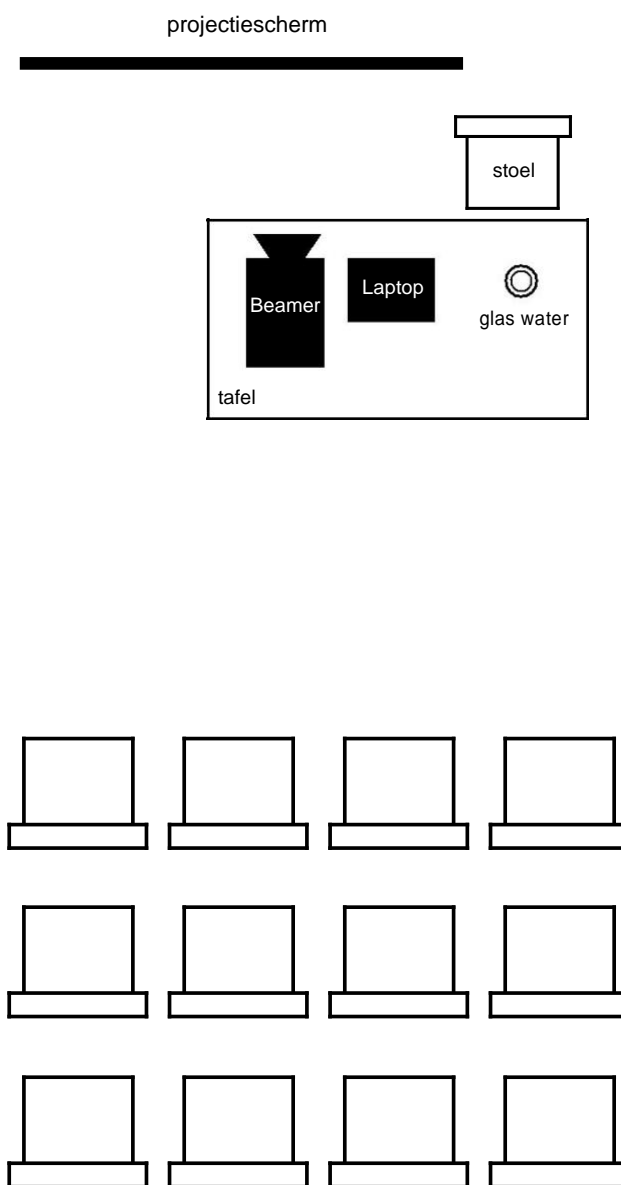 projectiescherm
stoel
Beamer
Laptop
glas water
tafel